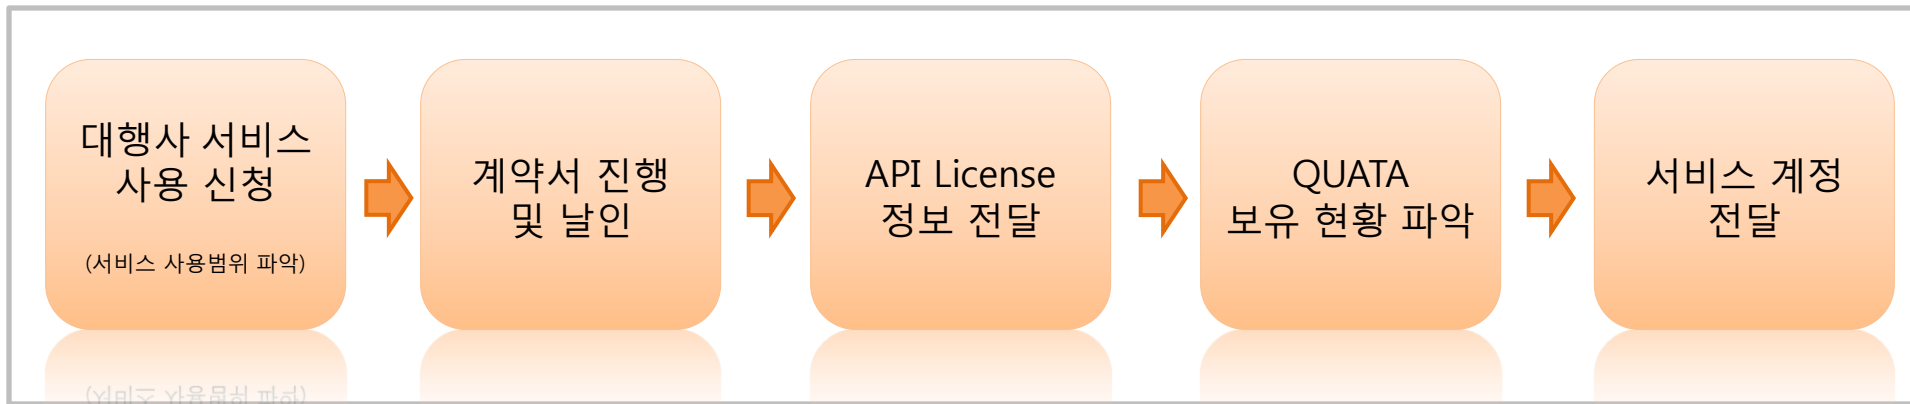 대행사 서비스
사용 신청
(서비스 사용범위 파악)
계약서 진행
및 날인
API License
정보 전달
QUATA
보유 현황 파악
서비스 계정
전달